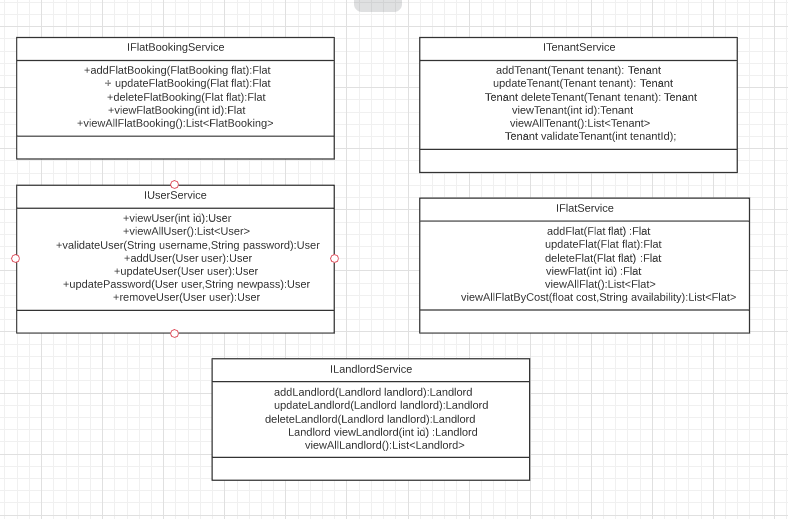 IFlatBookingService
+addFlatBooking(FlatBooking flat):Flat
+ updateFlatBooking(Flat flat):Flat
+deleteFlatBooking(Flat flat):Flat
+viewFlatBooking(int id):Flat
+viewAllFlatBooking():List<FlatBooking>
ITenantService
addTenant(Tenant tenant): Tenant
updateTenant(Tenant tenant): Tenant
Tenant deleteTenant(Tenant tenant): Tenant
viewTenant(int id):Tenant
viewAllTenant():List<Tenant>
Tenant validateTenant(int tenantId);
IUserService
+viewUser(int id):User
+viewAllUser():List<User>
+validateUser(String username,String password):User
+addUser(User user):User
+updateUser(User user):User
+updatePassword(User user,String newpass):User
+removeUser(User user):User
IFlatService
addFlat(Flat flat) :Flat
updateFlat(Flat flat):Flat
deleteFlat(Flat flat) :Flat
viewFlat(int id) :Flat
viewAllFlat():List<Flat>
viewAllFlatByCost(float cost,String availability):List<Flat>
ILandlordService
addLandlord(Landlord landlord):Landlord
updateLandlord(Landlord landlord):Landlord
deleteLandlord(Landlord landlord):Landlord
Landlord viewLandlord(int id) :Landlord
viewAllLandlord():List<Landlord>